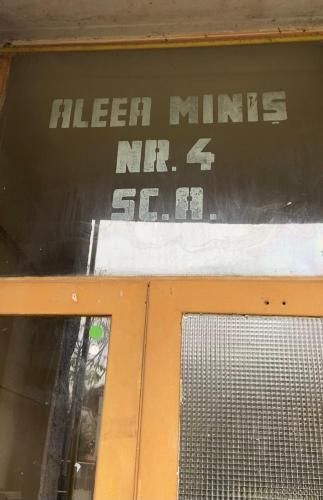 ALEEA MINIȘ
NR. 4
SC. A.